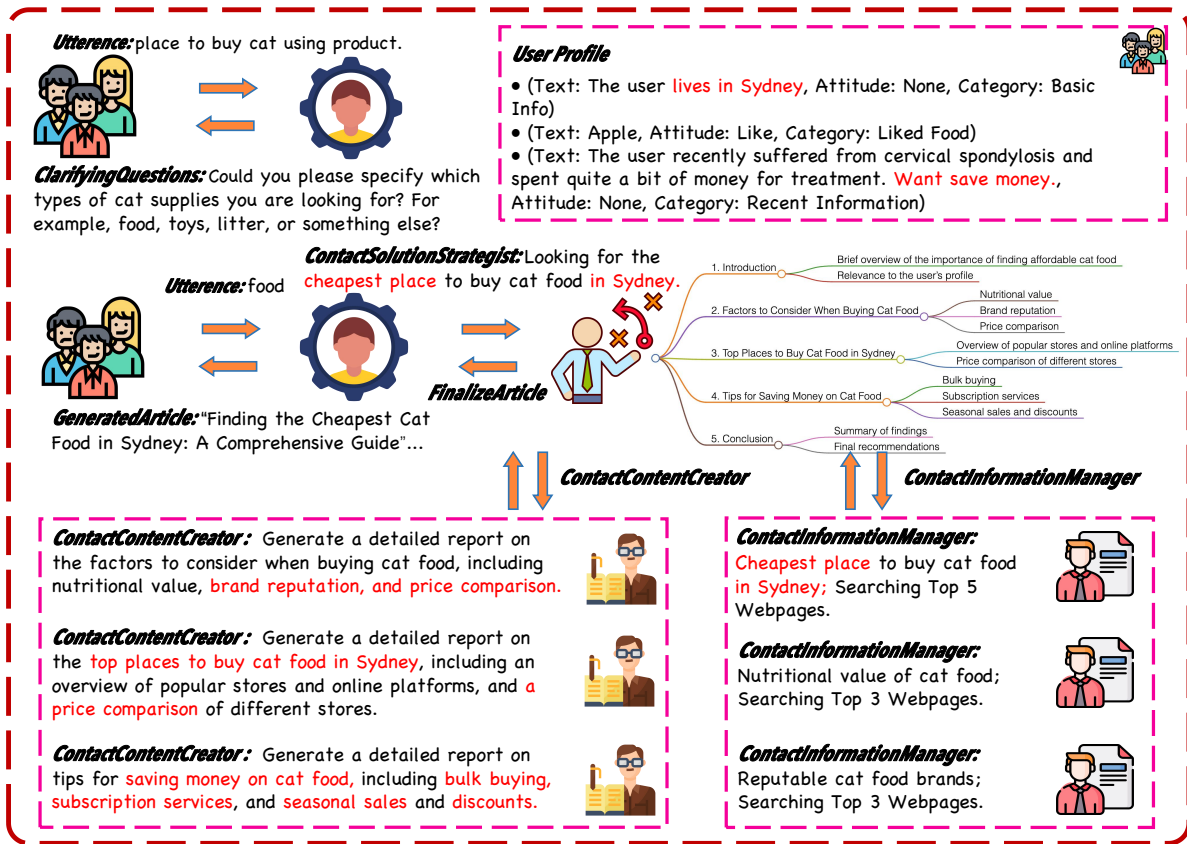 Utterence: place to buy cat using product.
ClarifyingQuestions: Could you please specify which
types of cat supplies you are looking for? For
example, food, toys, litter, or something else?
User Profile
• (Text: The user lives in Sydney, Attitude: None, Category: Basic
Info)
• (Text: Apple, Attitude: Like, Category: Liked Food)
• (Text: The user recently suffered from cervical spondylosis and
spent quite a bit of money for treatment. Want save money.,
Attitude: None, Category: Recent Information)
Utterence: food
ContactSolutionStrategist: Looking for the
cheapest place to buy cat food in Sydney.
FinalizeArticle
GeneratedArticle: “Finding the Cheapest Cat
Food in Sydney: A Comprehensive Guide”...
1. Introduction
Brief overview of the importance of finding affordable cat food
Relevance to the user's profile
2. Factors to Consider When Buying Cat Food
Nutritional value
Brand reputation
Price comparison
3. Top Places to Buy Cat Food in Sydney
Overview of popular stores and online platforms
Price comparison of different stores
4. Tips for Saving Money on Cat Food
Bulk buying
Subscription services
Seasonal sales and discounts
5. Conclusion
Summary of findings
Final recommendations
ContactContentCreator
ContactInformationManager
ContactContentCreator: Generate a detailed report on
the factors to consider when buying cat food, including
nutritional value, brand reputation, and price comparison.
ContactContentCreator: Generate a detailed report on
the top places to buy cat food in Sydney, including an
overview of popular stores and online platforms, and a
price comparison of different stores.
ContactContentCreator: Generate a detailed report on
tips for saving money on cat food, including bulk buying,
subscription services, and seasonal sales and discounts.
ContactInformationManager:
Cheapest place to buy cat food
in Sydney; Searching Top 5
Webpages.
ContactInformationManager:
Nutritional value of cat food;
Searching Top 3 Webpages.
ContactInformationManager:
Reputable cat food brands;
Searching Top 3 Webpages.